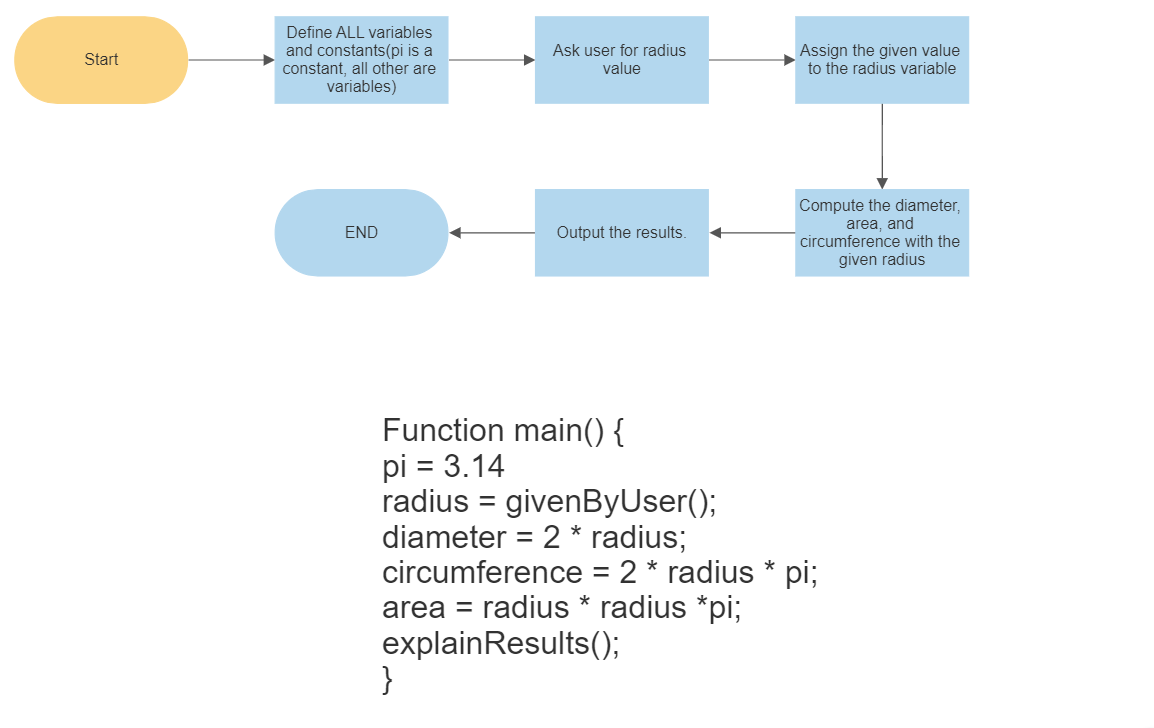 Start
Define ALL variables
and constants(pi is a
constant, all other are
variables)
Ask user for radius
value
Assign the given value
to the radius variable
Compute the diameter,
area, and
circumference with the
given radius
Output the results.
END
Function main() {
pi = 3.14
radius = givenByUser();
diameter = 2 * radius;
circumference = 2 * radius * pi;
area = radius * radius *pi;
explainResults();
}